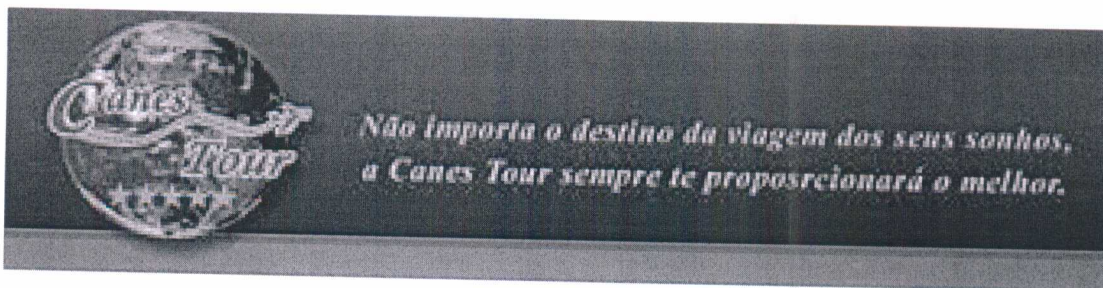 Canes
Tour
Não importa o destino da viagem dos seus sonhos,
a Canes Tour sempre te proposrcionará o melhor.